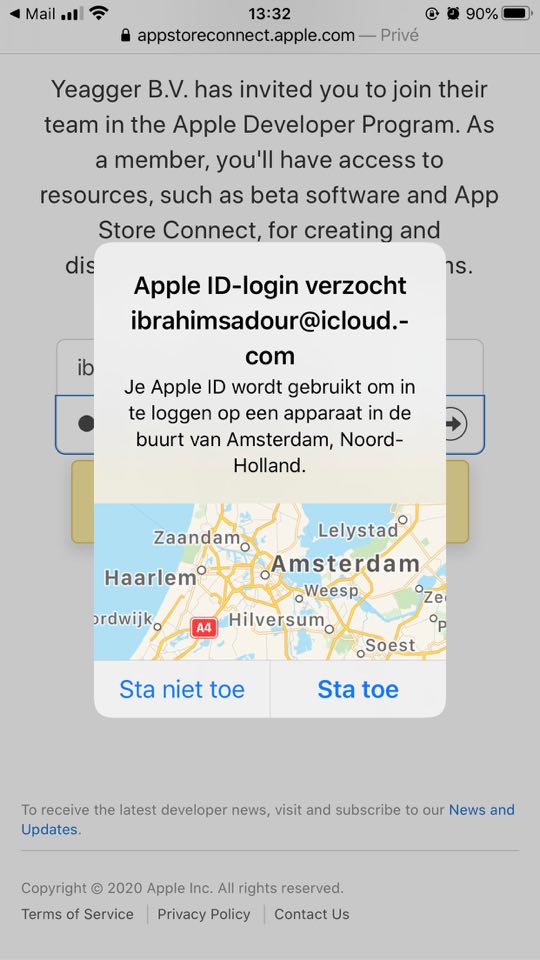 Mail 13:32 90%
appstoreconnect.apple.com — Privé
Yeagger B.V. has invited you to join their
team in the Apple Developer Program. As
a member, you'll have access to
resources, such as beta software and App
Store Connect, for creating and
dis ns.
Apple ID-login verzocht
ibrahimsadour@icloud.-
com
Je Apple ID wordt gebruikt om in
te loggen op een apparaat in de
buurt van Amsterdam, Noord-
Holland.
ib
Lelystad
Zaandam
Amsterdam
Haarlem
Weesp
Ze
ordwijk
A4
Hilversum
P
Soest
Sta niet toe Sta toe
To receive the latest developer news, visit and subscribe to our News and
Updates.
Copyright © 2020 Apple Inc. All rights reserved.
Terms of Service Privacy Policy Contact Us